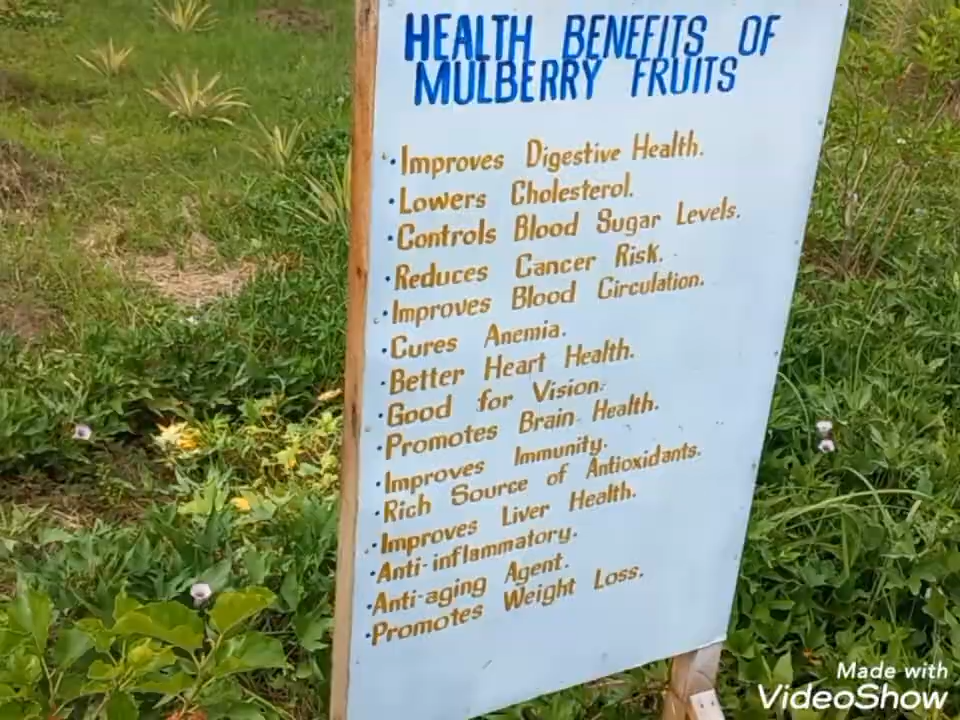 HEALTH BENEFITS OF
MULBERRY FRUITS
· Improves Digestive Health.
· Lowers Cholesterol.
· Controls Blood Sugar Levels.
· Reduces Cancer Risk.
· Improves Blood Circulation.
· Cures Anemia.
· Better Heart Health.
· Good for Vision.
· Promotes Brain Health.
· Improves Immunity.
· Rich Source of Antioxidants.
· Improves Liver Health.
· Anti-inflammatory.
· Anti-aging Agent.
· Promotes Weight Loss.
Made with
VideoShow